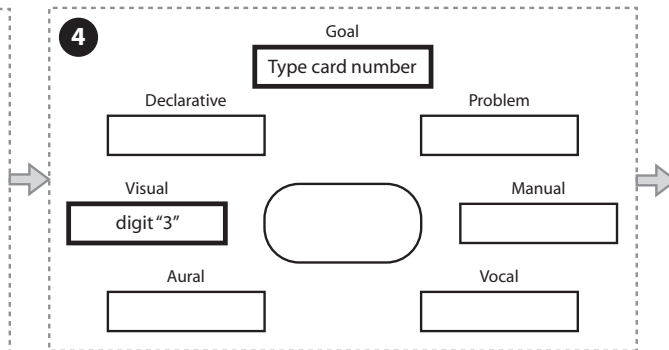 4
Goal
Type card number
Declarative
Problem
Visual
Manual
digit “3”
Aural
Vocal